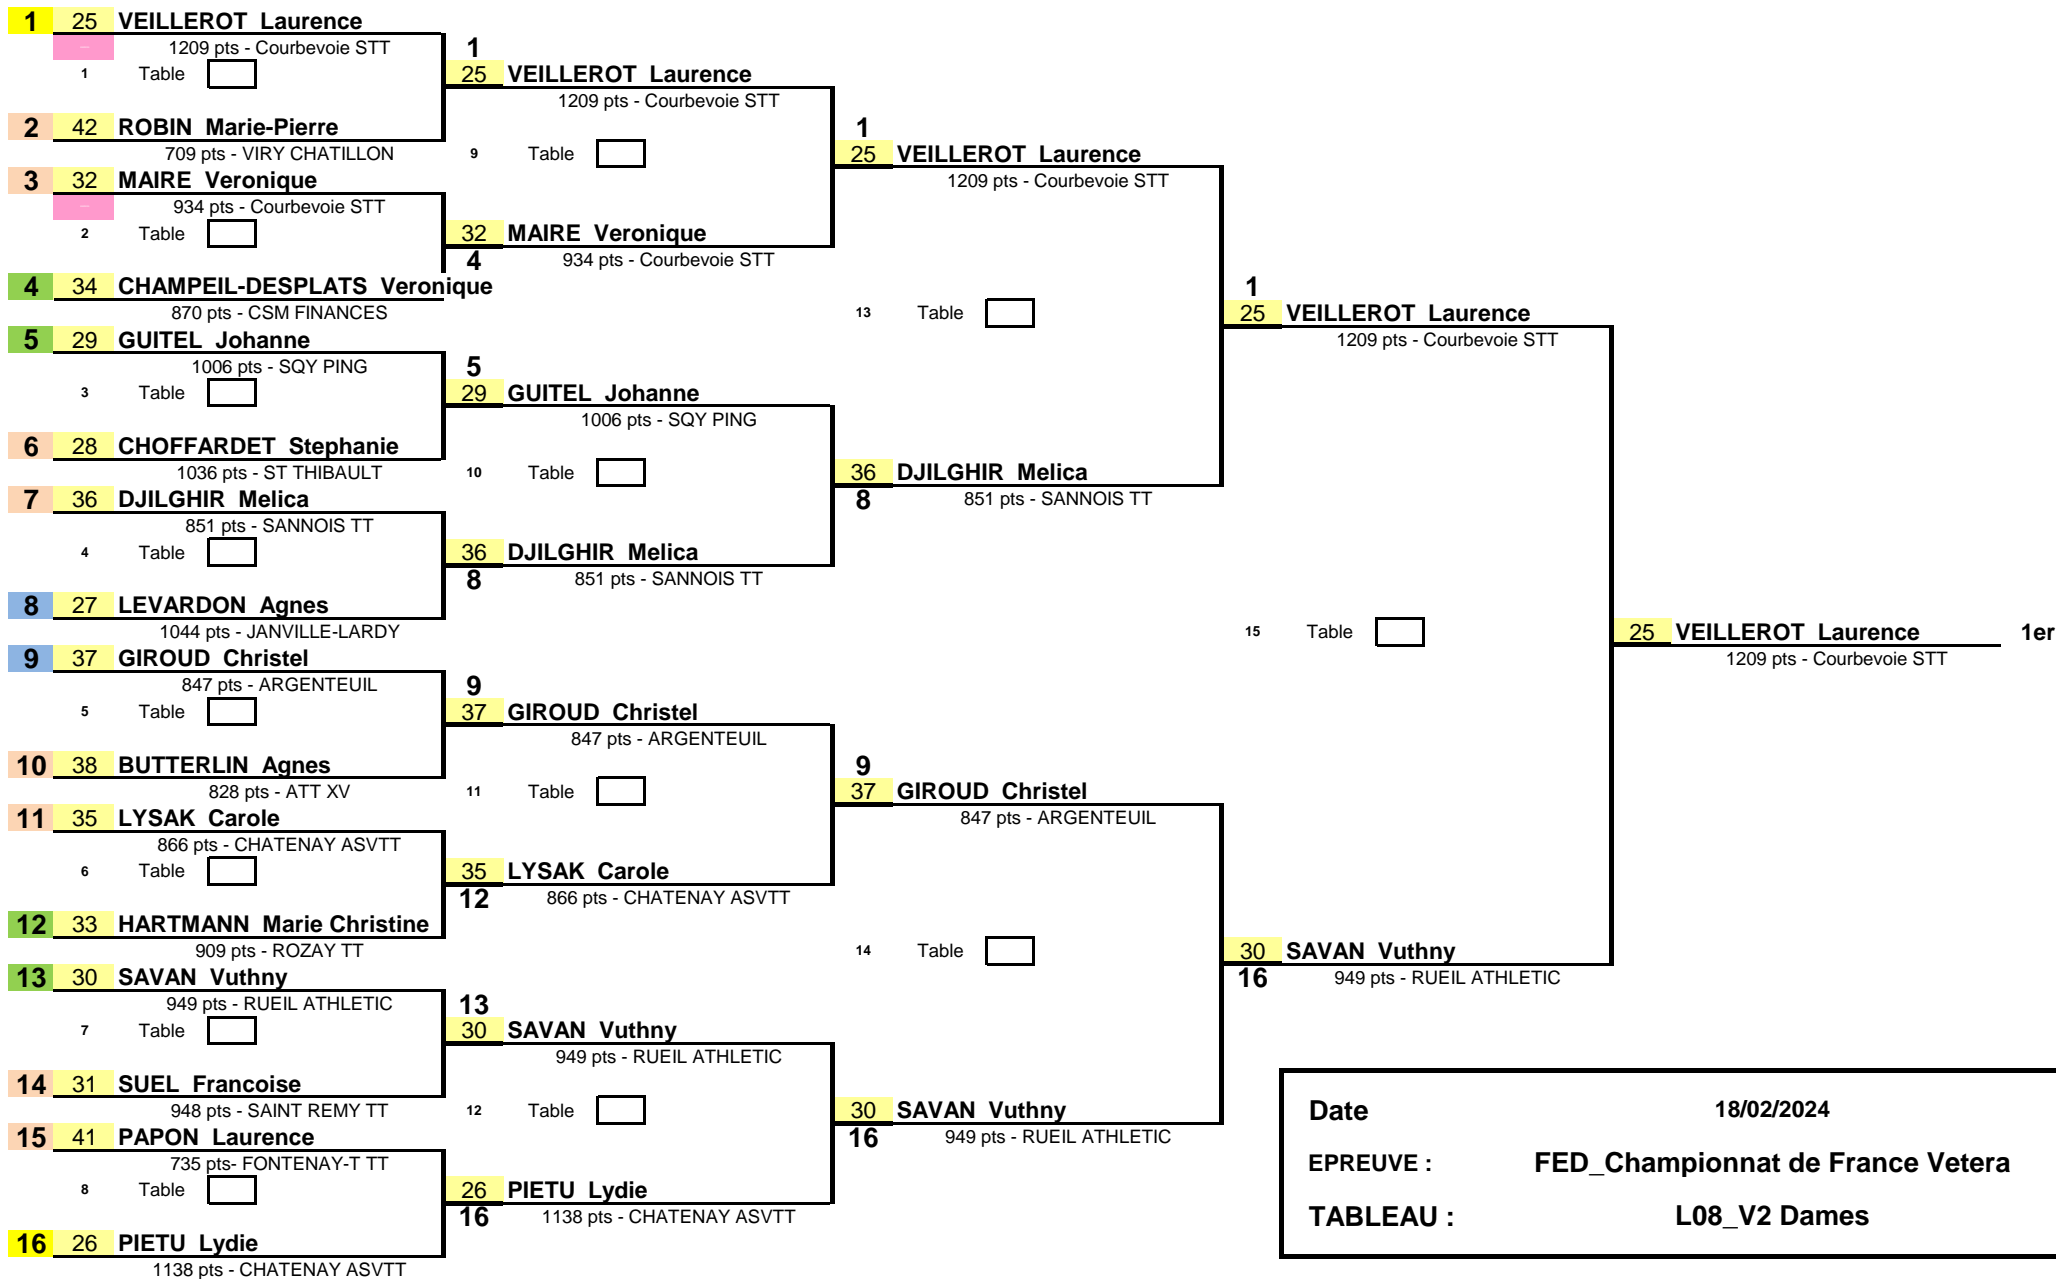 1 25 VEILLEROT Laurence
– 1209 pts - Courbevoie STT 1
1 Table 25 VEILLEROT Laurence
1209 pts - Courbevoie STT
2 42 ROBIN Marie-Pierre 1
709 pts - VIRY CHATILLON 9 Table 25 VEILLEROT Laurence
3 32 MAIRE Veronique 1209 pts - Courbevoie STT
– 934 pts - Courbevoie STT
2 Table 32 MAIRE Veronique
4 934 pts - Courbevoie STT
4 34 CHAMPEIL-DESPLATS Veronique 1
870 pts - CSM FINANCES 13 Table 25 VEILLEROT Laurence
5 29 GUITEL Johanne 1209 pts - Courbevoie STT
1006 pts - SQY PING 5
3 Table 29 GUITEL Johanne
1006 pts - SQY PING
6 28 CHOFFARDET Stephanie
1036 pts - ST THIBAULT 10 Table 36 DJILGHIR Melica
7 36 DJILGHIR Melica 8 851 pts - SANNOIS TT
851 pts - SANNOIS TT
4 Table 36 DJILGHIR Melica
8 851 pts - SANNOIS TT
8 27 LEVARDON Agnes
1044 pts - JANVILLE-LARDY 15 Table 25 VEILLEROT Laurence 1er
9 37 GIROUD Christel 1209 pts - Courbevoie STT
847 pts - ARGENTEUIL 9
5 Table 37 GIROUD Christel
847 pts - ARGENTEUIL
10 38 BUTTERLIN Agnes 9
828 pts - ATT XV 11 Table 37 GIROUD Christel
11 35 LYSAK Carole 847 pts - ARGENTEUIL
866 pts - CHATENAY ASVTT
6 Table 35 LYSAK Carole
12 866 pts - CHATENAY ASVTT
12 33 HARTMANN Marie Christine
909 pts - ROZAY TT 14 Table 30 SAVAN Vuthny
13 30 SAVAN Vuthny 16 949 pts - RUEIL ATHLETIC
949 pts - RUEIL ATHLETIC 13
7 Table 30 SAVAN Vuthny
949 pts - RUEIL ATHLETIC
14 31 SUEL Francoise
948 pts - SAINT REMY TT 12 Table 30 SAVAN Vuthny Date 18/02/2024
15 41 PAPON Laurence 16 949 pts - RUEIL ATHLETIC
735 pts- FONTENAY-T TT EPREUVE : FED_Championnat de France Vetera
8 Table 26 PIETU Lydie
16 1138 pts - CHATENAY ASVTT TABLEAU : L08_V2 Dames
16 26 PIETU Lydie
1138 pts - CHATENAY ASVTT